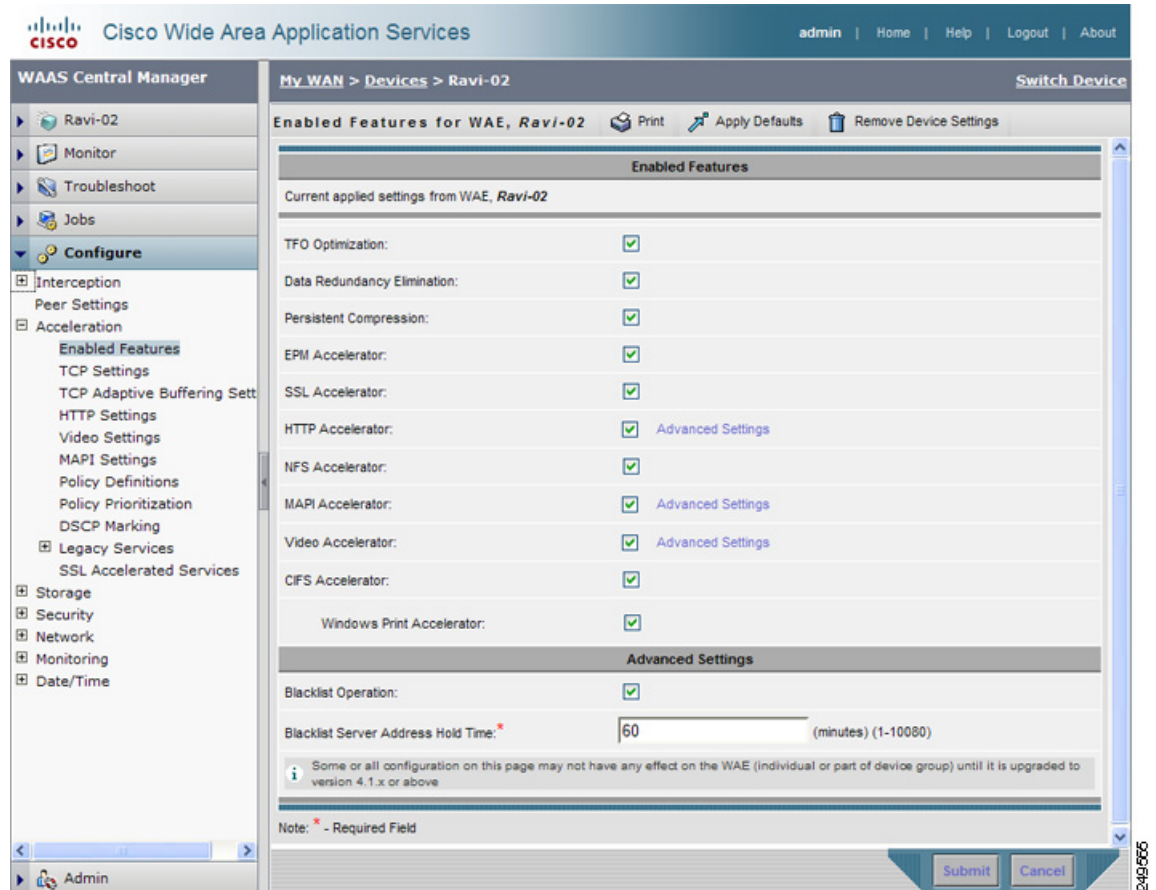 CISCO
Cisco Wide Area Application Services
admin | Home | Help | Logout | About
WAAS Central Manager
Ravi-02
Monitor
Troubleshoot
Jobs
Configure
Interception
Peer Settings
Acceleration
Enabled Features
TCP Settings
TCP Adaptive Buffering Sett
HTTP Settings
Video Settings
MAPI Settings
Policy Definitions
Policy Prioritization
DSCP Marking
Legacy Services
SSL Accelerated Services
Storage
Security
Network
Monitoring
Date/Time
Admin
My WAN > Devices > Ravi-02
Switch Device
Enabled Features for WAE, Ravi-02 Print Apply Defaults Remove Device Settings
Enabled Features
Current applied settings from WAE, Ravi-02
TFO Optimization:
Data Redundancy Elimination:
Persistent Compression:
EPM Accelerator:
SSL Accelerator:
HTTP Accelerator: Advanced Settings
NFS Accelerator:
MAPI Accelerator: Advanced Settings
Video Accelerator: Advanced Settings
CIFS Accelerator:
Windows Print Accelerator:
Advanced Settings
Blacklist Operation:
Blacklist Server Address Hold Time:* 60 (minutes) (1-10080)
Some or all configuration on this page may not have any effect on the WAE (individual or part of device group) until it is upgraded to
version 4.1.x or above
Note: * - Required Field
Submit Cancel
249565